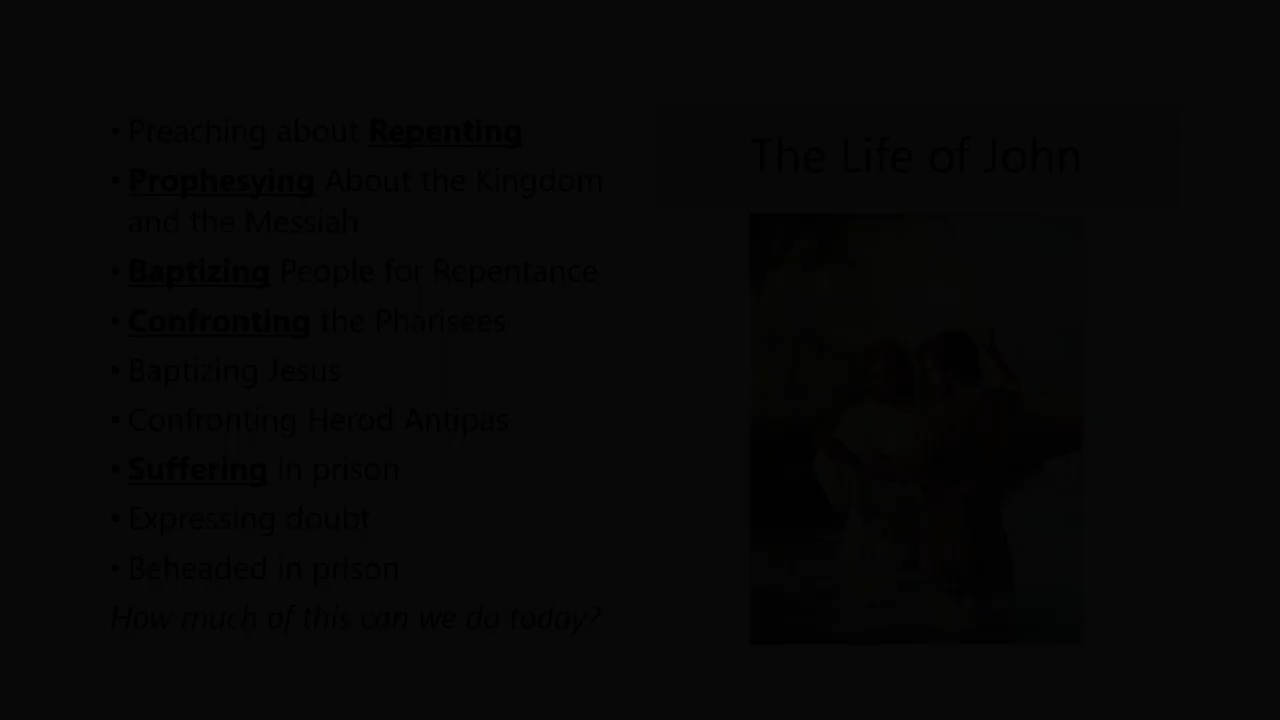 • Preaching about Repenting
• Prophesying About the Kingdom
and the Messiah
• Baptizing People for Repentance
• Confronting the Pharisees
• Baptizing Jesus
• Confronting Herod Antipas
• Suffering in prison
• Expressing doubt
• Beheaded in prison
How much of this can we do today?
The Life of John